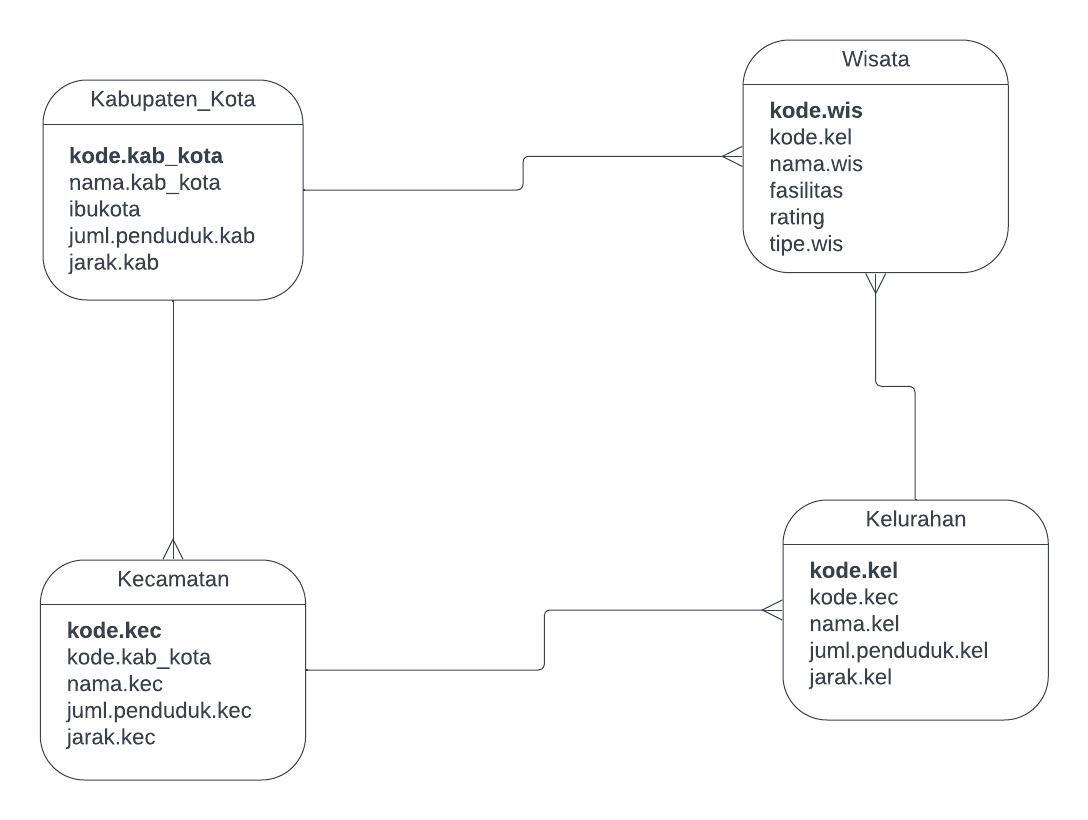 Kabupaten_Kota
kode.kab_kota
nama.kab_kota
ibukota
juml.penduduk.kab
jarak.kab
Wisata
kode.wis
kode.kel
nama.wis
fasilitas
rating
tipe.wis
Kecamatan
kode.kec
kode.kab_kota
nama.kec
juml.penduduk.kec
jarak.kec
Kelurahan
kode.kel
kode.kec
nama.kel
juml.penduduk.kel
jarak.kel